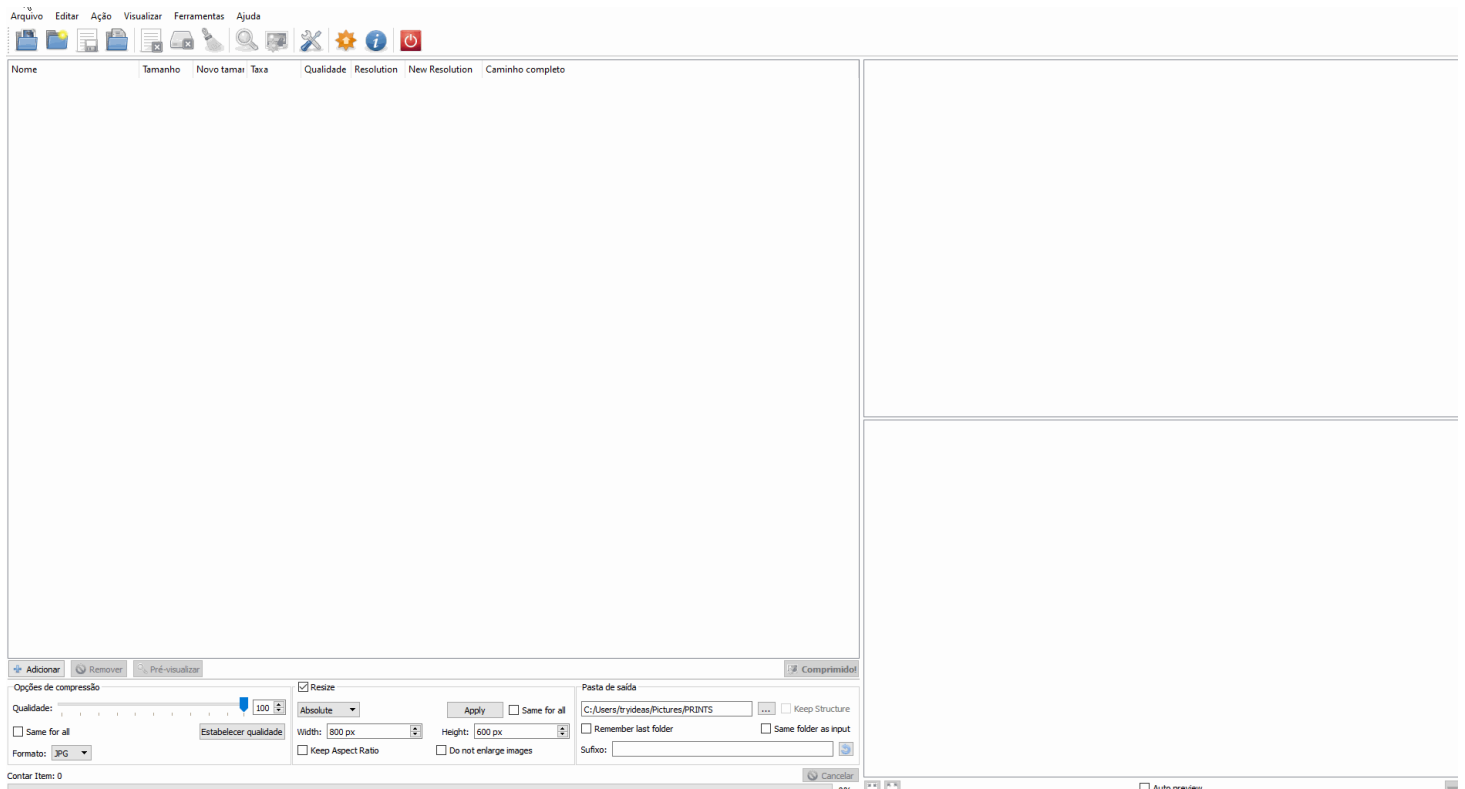 Arquivo Editar Ação Visualizar Ferramentas Ajuda
Nome Tamanho Novo tamar Taxa Qualidade Resolution New Resolution Caminho completo
Adicionar Remover Pré-visualizar Comprimido!
Opções de compressão Resize Pasta de saída
Qualidade: 100 Absolute Apply Same for all C:/Users/tryideas/Pictures/PRINTS ... Keep Structure
Same for all Estabelecer qualidade Width: 800 px Height: 600 px Remember last folder Same folder as input
Formato: JPG Keep Aspect Ratio Do not enlarge images Sufixo:
Contar Item: 0 Cancelar
Auto preview